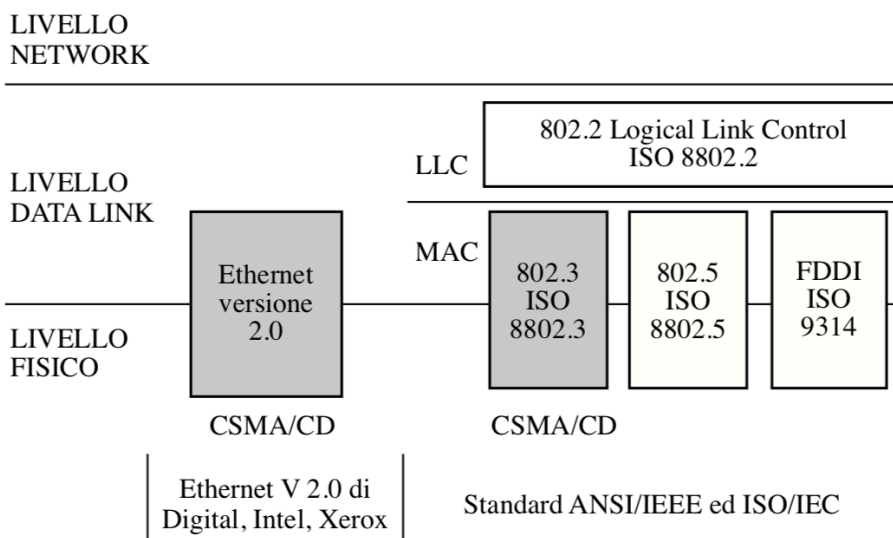 LIVELLO
NETWORK
802.2 Logical Link Control
ISO 8802.2
LLC
LIVELLO
DATA LINK
MAC
Ethernet
versione
2.0
802.3
ISO
8802.3
802.5
ISO
8802.5
FDDI
ISO
9314
LIVELLO
FISICO
CSMA/CD
CSMA/CD
Ethernet V 2.0 di
Digital, Intel, Xerox
Standard ANSI/IEEE ed ISO/IEC